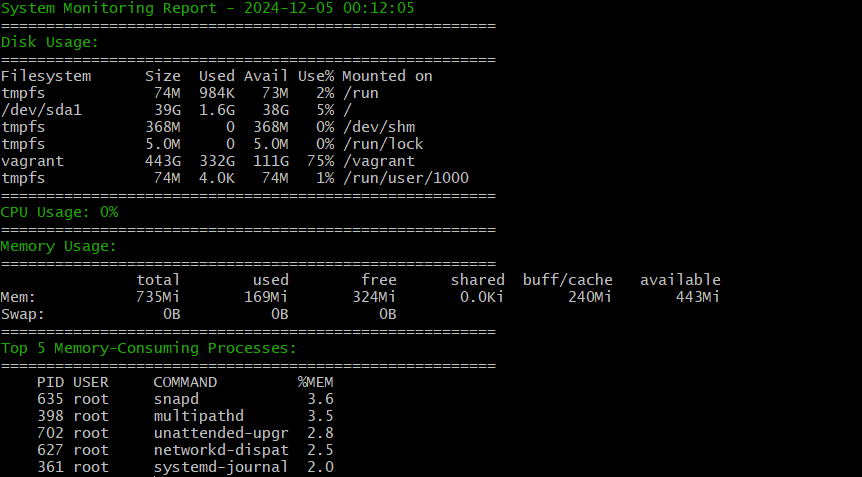 System Monitoring Report - 2024-12-05 00:12:05
=======================================================
Disk Usage:
=======================================================
Filesystem      Size  Used Avail Use% Mounted on
tmpfs            74M  984K   73M   2% /run
/dev/sda1        39G  1.6G   38G   5% /
tmpfs           368M     0  368M   0% /dev/shm
tmpfs           5.0M     0  5.0M   0% /run/lock
vagrant         443G  332G  111G  75% /vagrant
tmpfs            74M  4.0K   74M   1% /run/user/1000
=======================================================
CPU Usage: 0%
=======================================================
Memory Usage:
=======================================================
               total        used        free      shared  buff/cache   available
Mem:           735Mi       169Mi       324Mi       0.0Ki       240Mi       443Mi
Swap:             0B          0B          0B
=======================================================
Top 5 Memory-Consuming Processes:
=======================================================
    PID USER     COMMAND         %MEM
    635 root     snapd            3.6
    398 root     multipathd       3.5
    702 root     unattended-upgr  2.8
    627 root     networkd-dispat  2.5
    361 root     systemd-journal  2.0